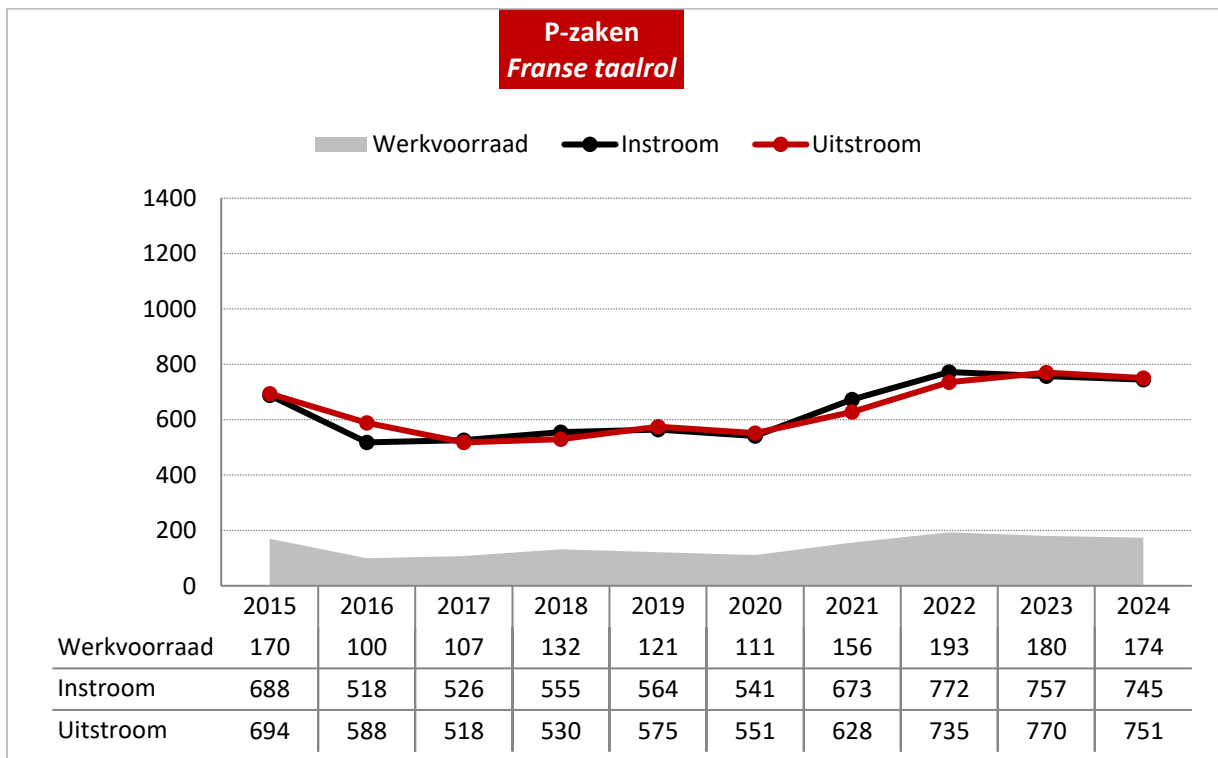 P-zaken
Franse taalrol
Werkvoorraad Instroom Uitstroom
1400
1200
1000
800
600
400
200
0
2015 2016 2017 2018 2019 2020 2021 2022 2023 2024
Werkvoorraad 170 100 107 132 121 111 156 193 180 174
Instroom 688 518 526 555 564 541 673 772 757 745
Uitstroom 694 588 518 530 575 551 628 735 770 751